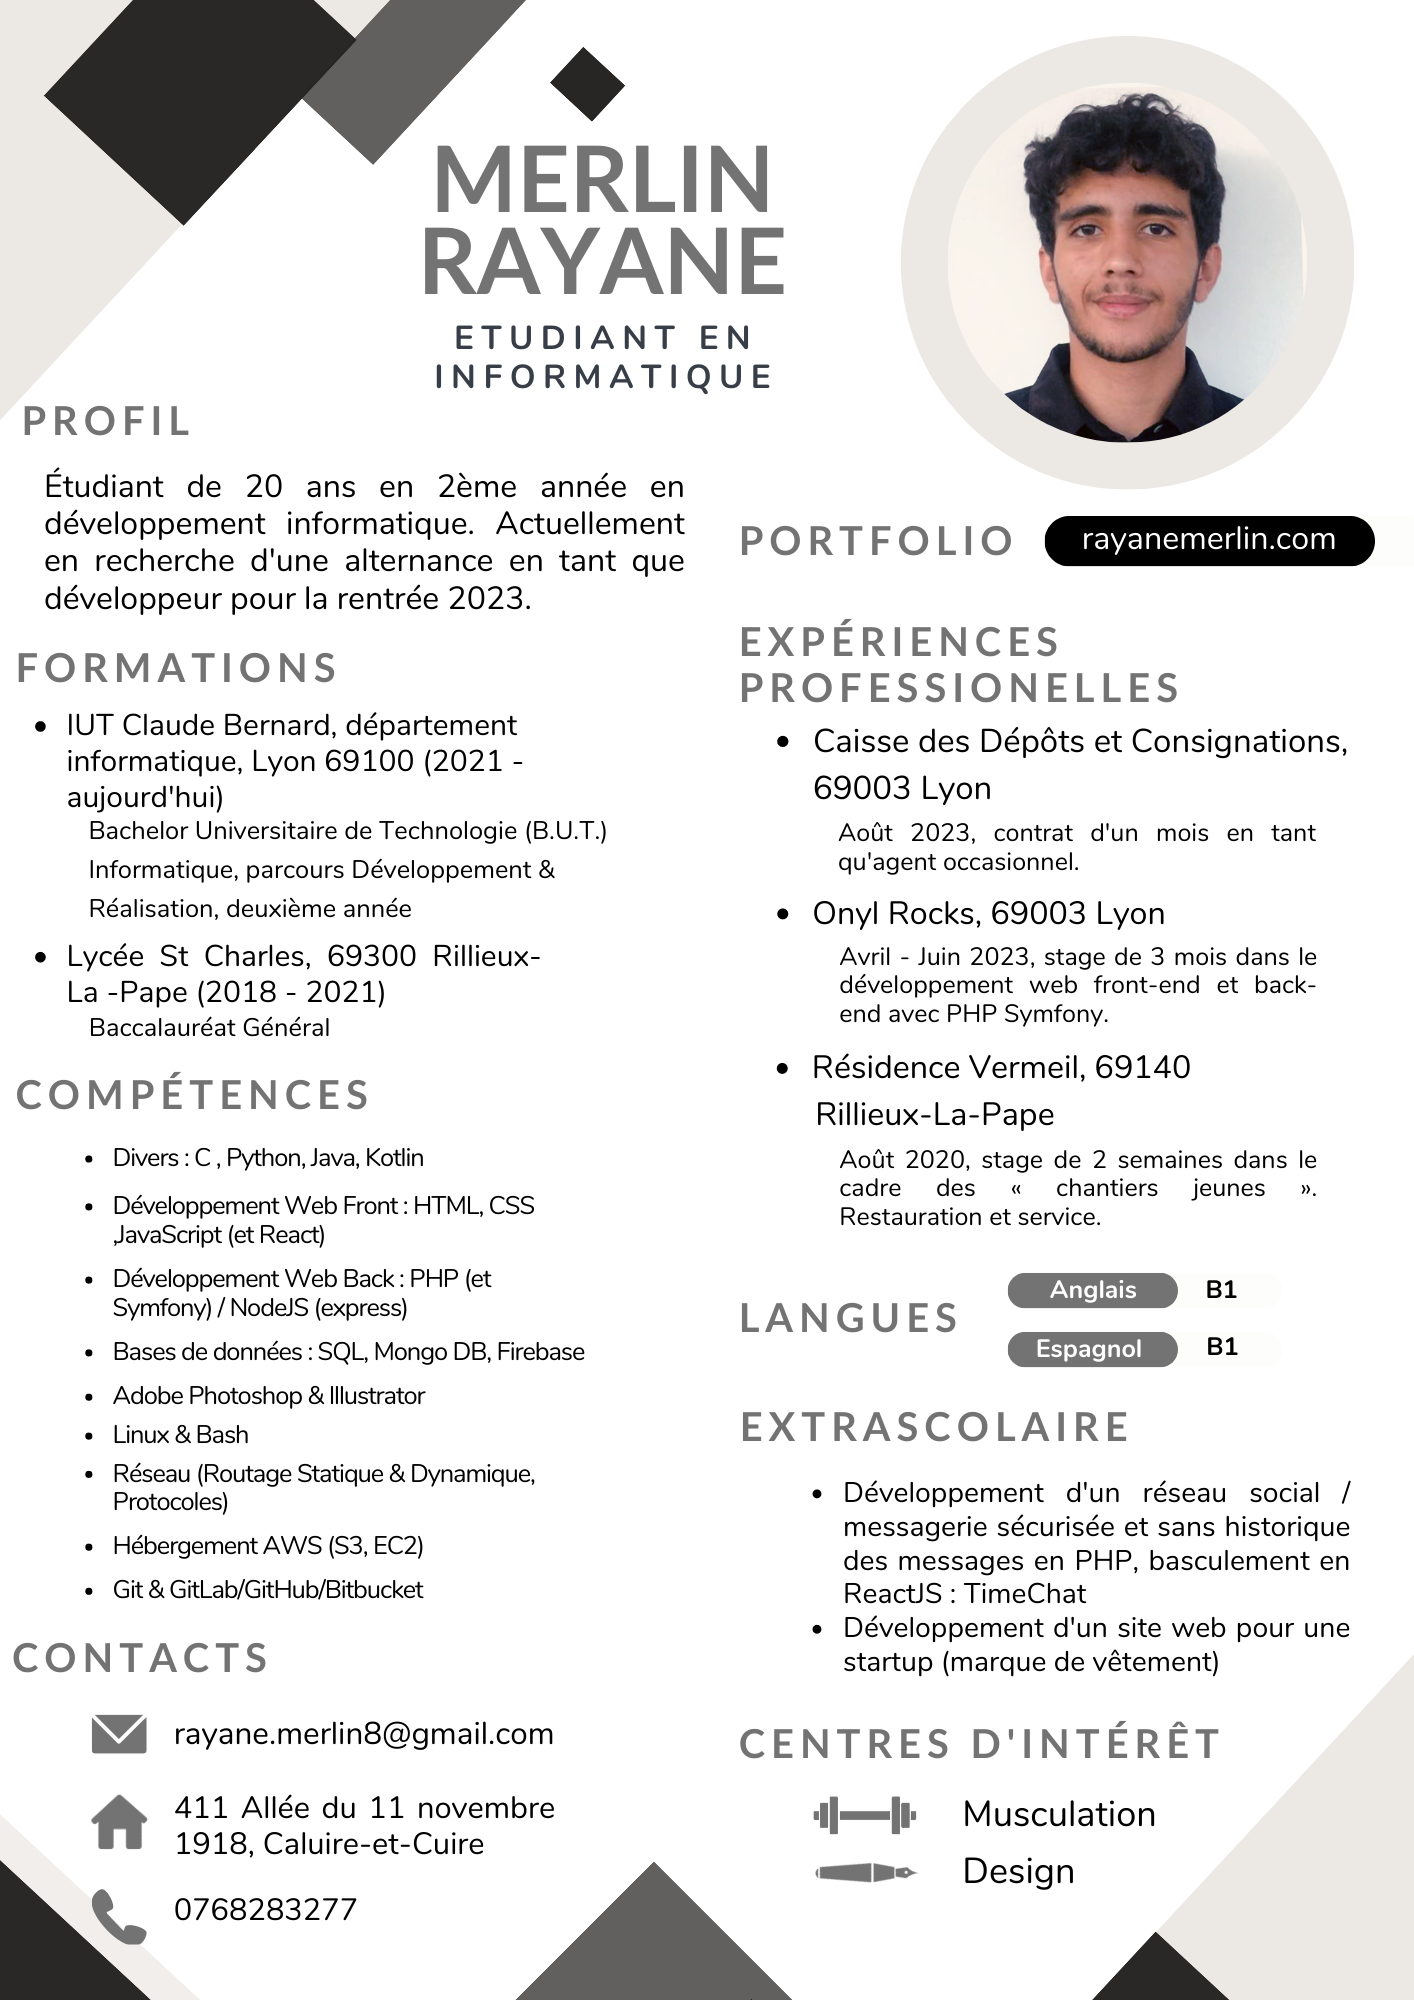 MERLIN
RAYANE
ETUDIANT EN
INFORMATIQUE
PROFIL
Étudiant de 20 ans en 2ème année en
développement informatique. Actuellement
en recherche d'une alternance en tant que
développeur pour la rentrée 2023.
FORMATIONS
• IUT Claude Bernard, département
informatique, Lyon 69100 (2021 -
aujourd'hui)
Bachelor Universitaire de Technologie (B.U.T.)
Informatique, parcours Développement &
Réalisation, deuxième année
• Lycée St Charles, 69300 Rillieux-
La -Pape (2018 - 2021)
Baccalauréat Général
COMPÉTENCES
• Divers : C , Python, Java, Kotlin
• Développement Web Front : HTML, CSS
,JavaScript (et React)
• Développement Web Back : PHP (et
Symfony) / NodeJS (express)
• Bases de données : SQL, Mongo DB, Firebase
• Adobe Photoshop & Illustrator
• Linux & Bash
• Réseau (Routage Statique & Dynamique,
Protocoles)
• Hébergement AWS (S3, EC2)
• Git & GitLab/GitHub/Bitbucket
CONTACTS
rayane.merlin8@gmail.com
411 Allée du 11 novembre
1918, Caluire-et-Cuire
0768283277
PORTFOLIO rayanemerlin.com
EXPÉRIENCES
PROFESSIONELLES
• Caisse des Dépôts et Consignations,
69003 Lyon
Août 2023, contrat d'un mois en tant
qu'agent occasionnel.
• Onyl Rocks, 69003 Lyon
Avril - Juin 2023, stage de 3 mois dans le
développement web front-end et back-
end avec PHP Symfony.
• Résidence Vermeil, 69140
Rillieux-La-Pape
Août 2020, stage de 2 semaines dans le
cadre des « chantiers jeunes ».
Restauration et service.
LANGUES
Anglais B1
Espagnol B1
EXTRASCOLAIRE
• Développement d'un réseau social /
messagerie sécurisée et sans historique
des messages en PHP, basculement en
ReactJS : TimeChat
• Développement d'un site web pour une
startup (marque de vêtement)
CENTRES D'INTÉRÊT
Musculation
Design